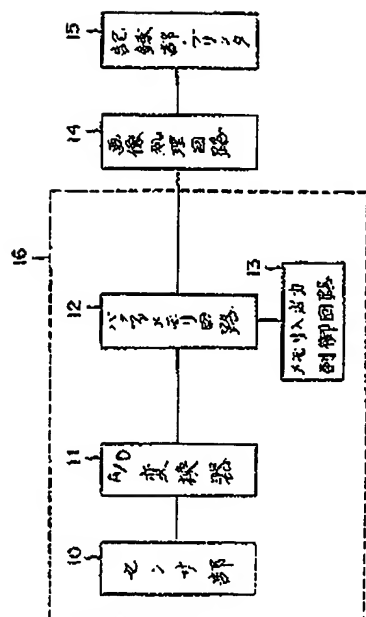 10
センサ部
11
A/D
変換器
12
バッファメモリ回路
13
メモリ入出力
制御回路
14
画像処理回路
15
記録部・プリンタ
16